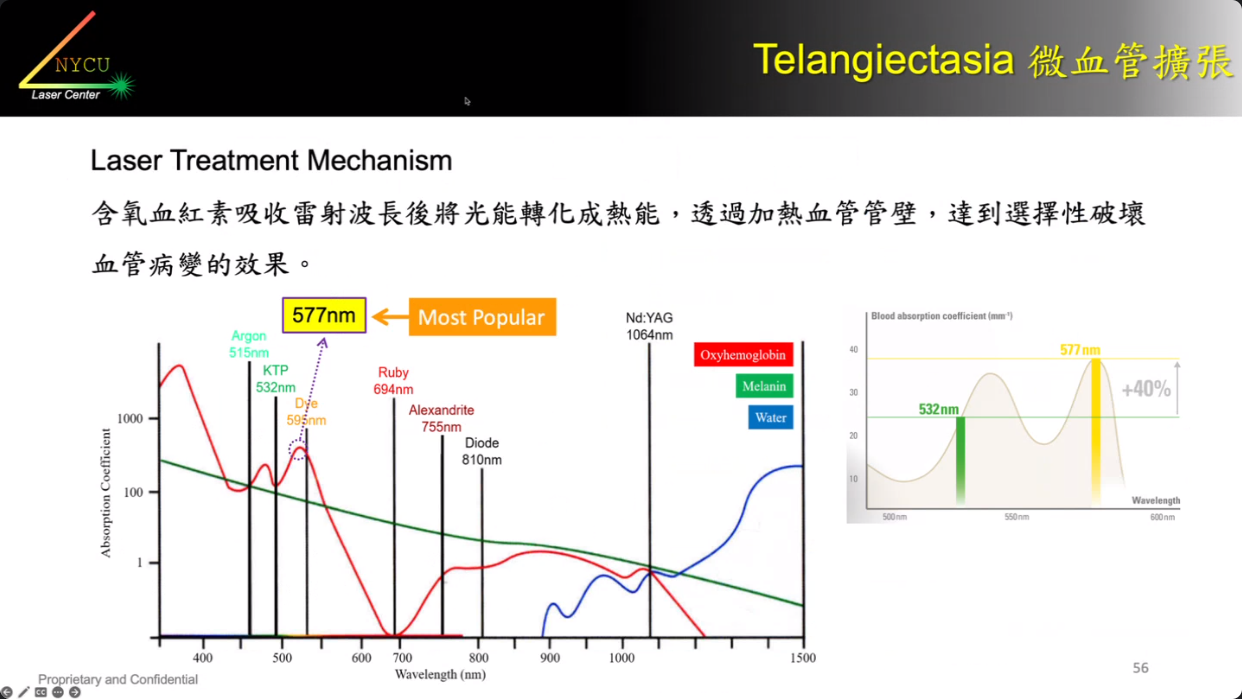 NYCU
Laser Center
Telangiectasia 微血管擴張
Laser Treatment Mechanism
含氧血紅素吸收雷射波長後將光能轉化成熱能，透過加熱血管管壁，達到選擇性破壞
血管病變的效果。
577nm
Most Popular
Argon
515nm
KTP
532nm
Dye
595nm
Ruby
694nm
Alexandrite
755nm
Diode
810nm
Nd:YAG
1064nm
Oxyhemoglobin
Melanin
Water
Absorption Coefficient
1000
100
1
400 500 600 700 800 900 1000 1500
Wavelength (nm)
Blood absorption coefficient (mm⁻¹)
40
30
20
10
532nm
577nm
+40%
Wavelength
500nm 550nm 600nm
Proprietary and Confidential
CC
56